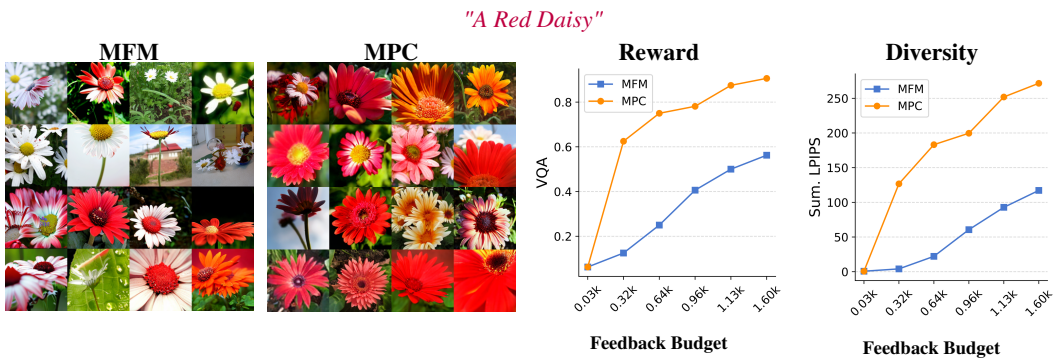 "A Red Daisy"
MFM
MPC
Reward
MFM
MPC
VQA
0.8
0.6
0.4
0.2
0.03k
0.32k
0.64k
0.96k
1.13k
1.60k
Feedback Budget
Diversity
MFM
MPC
Sum. LPIPS
250
200
150
100
50
0
0.03k
0.32k
0.64k
0.96k
1.13k
1.60k
Feedback Budget